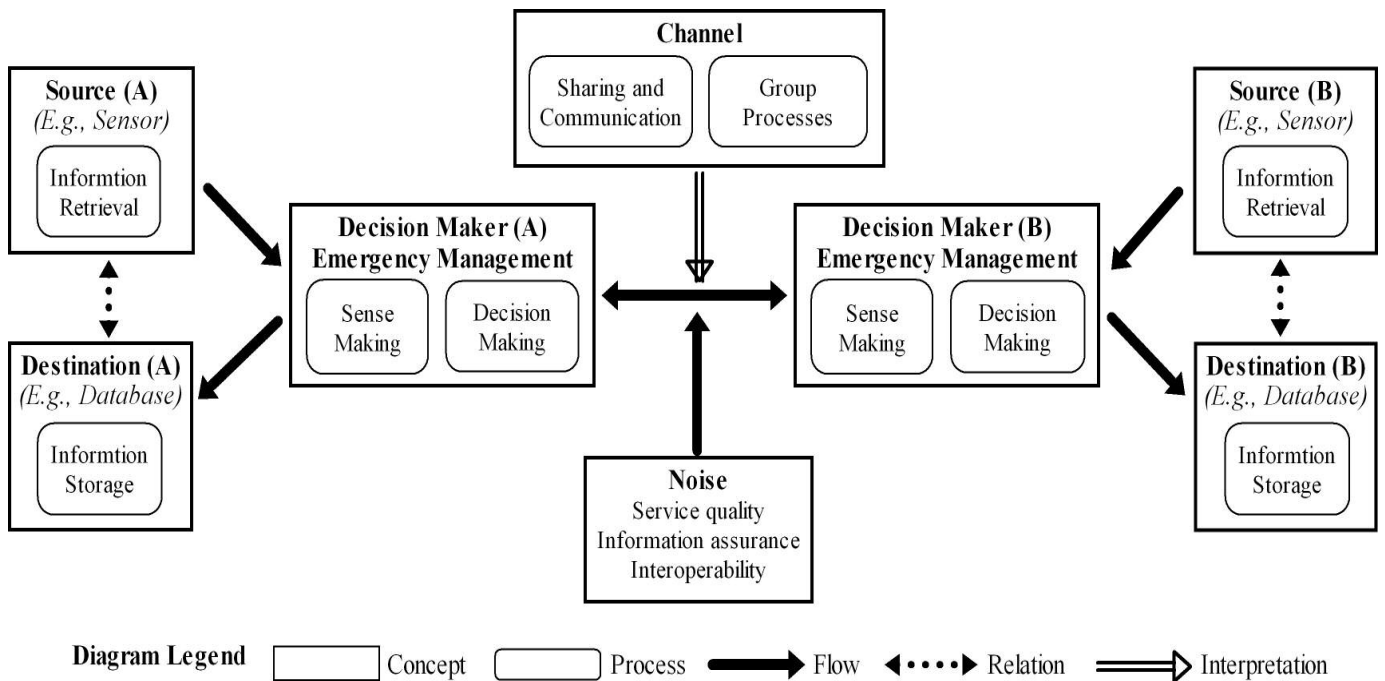 Channel
Sharing and
Communication
Group
Processes
Source (A)
(E.g., Sensor)
Informtion
Retrieval
Source (B)
(E.g., Sensor)
Informtion
Retrieval
Decision Maker (A)
Emergency Management
Sense
Making
Decision
Making
Decision Maker (B)
Emergency Management
Sense
Making
Decision
Making
Destination (A)
(E.g., Database)
Informtion
Storage
Destination (B)
(E.g., Database)
Informtion
Storage
Noise
Service quality
Information assurance
Interoperability
Diagram Legend Concept Process Flow Relation Interpretation